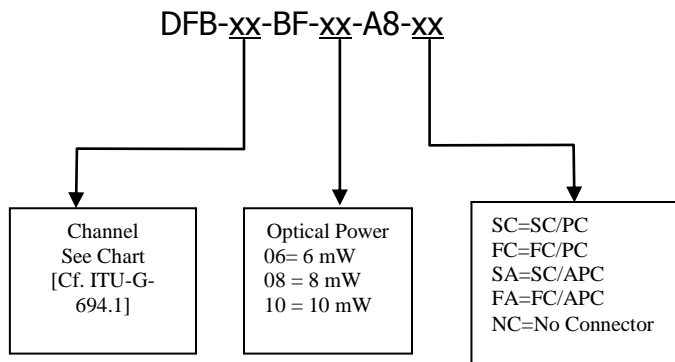 DFB-xx-BF-xx-A8-xx
Channel
See Chart
[Cf. ITU-G-
694.1]
Optical Power
06= 6 mW
08 = 8 mW
10 = 10 mW
SC=SC/PC
FC=FC/PC
SA=SC/APC
FA=FC/APC
NC=No Connector